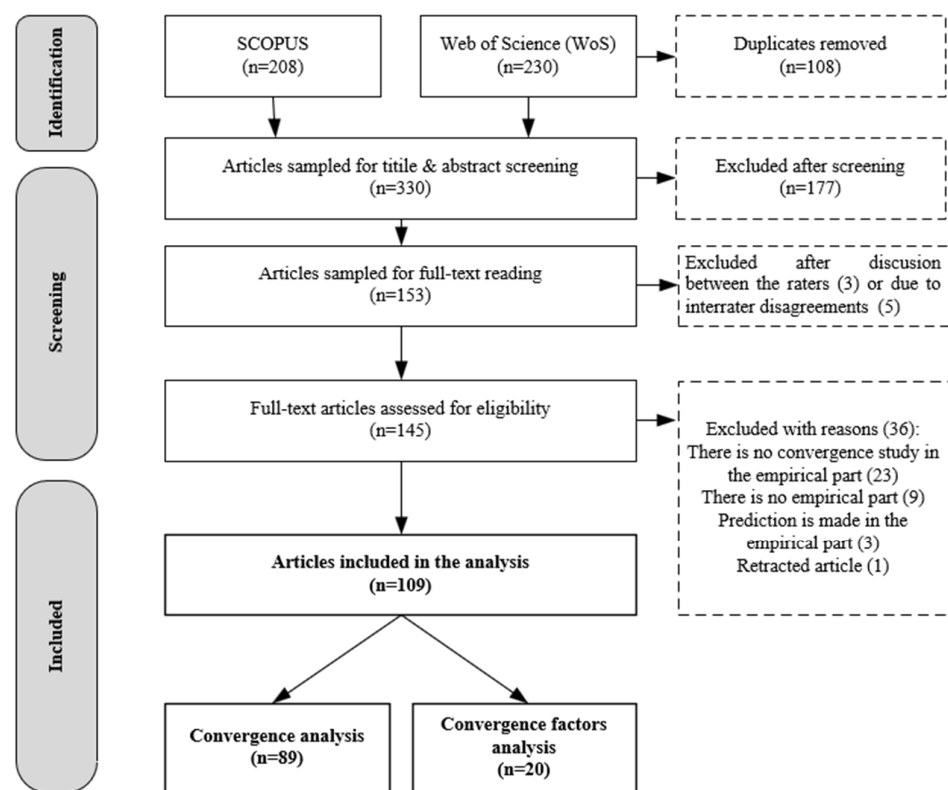 Identification
SCOPUS
(n=208)
Web of Science (WoS)
(n=230)
Duplicates removed
(n=108)
Articles sampled for titile & abstract screening
(n=330)
Excluded after screening
(n=177)
Screening
Articles sampled for full-text reading
(n=153)
Excluded after discusion
between the raters (3) or due to
interrater disagreements (5)
Full-text articles assessed for eligibility
(n=145)
Excluded with reasons (36):
There is no convergence study in
the empirical part (23)
There is no empirical part (9)
Prediction is made in the
empirical part (3)
Retracted article (1)
Included
Articles included in the analysis
(n=109)
Convergence analysis
(n=89)
Convergence factors
analysis
(n=20)